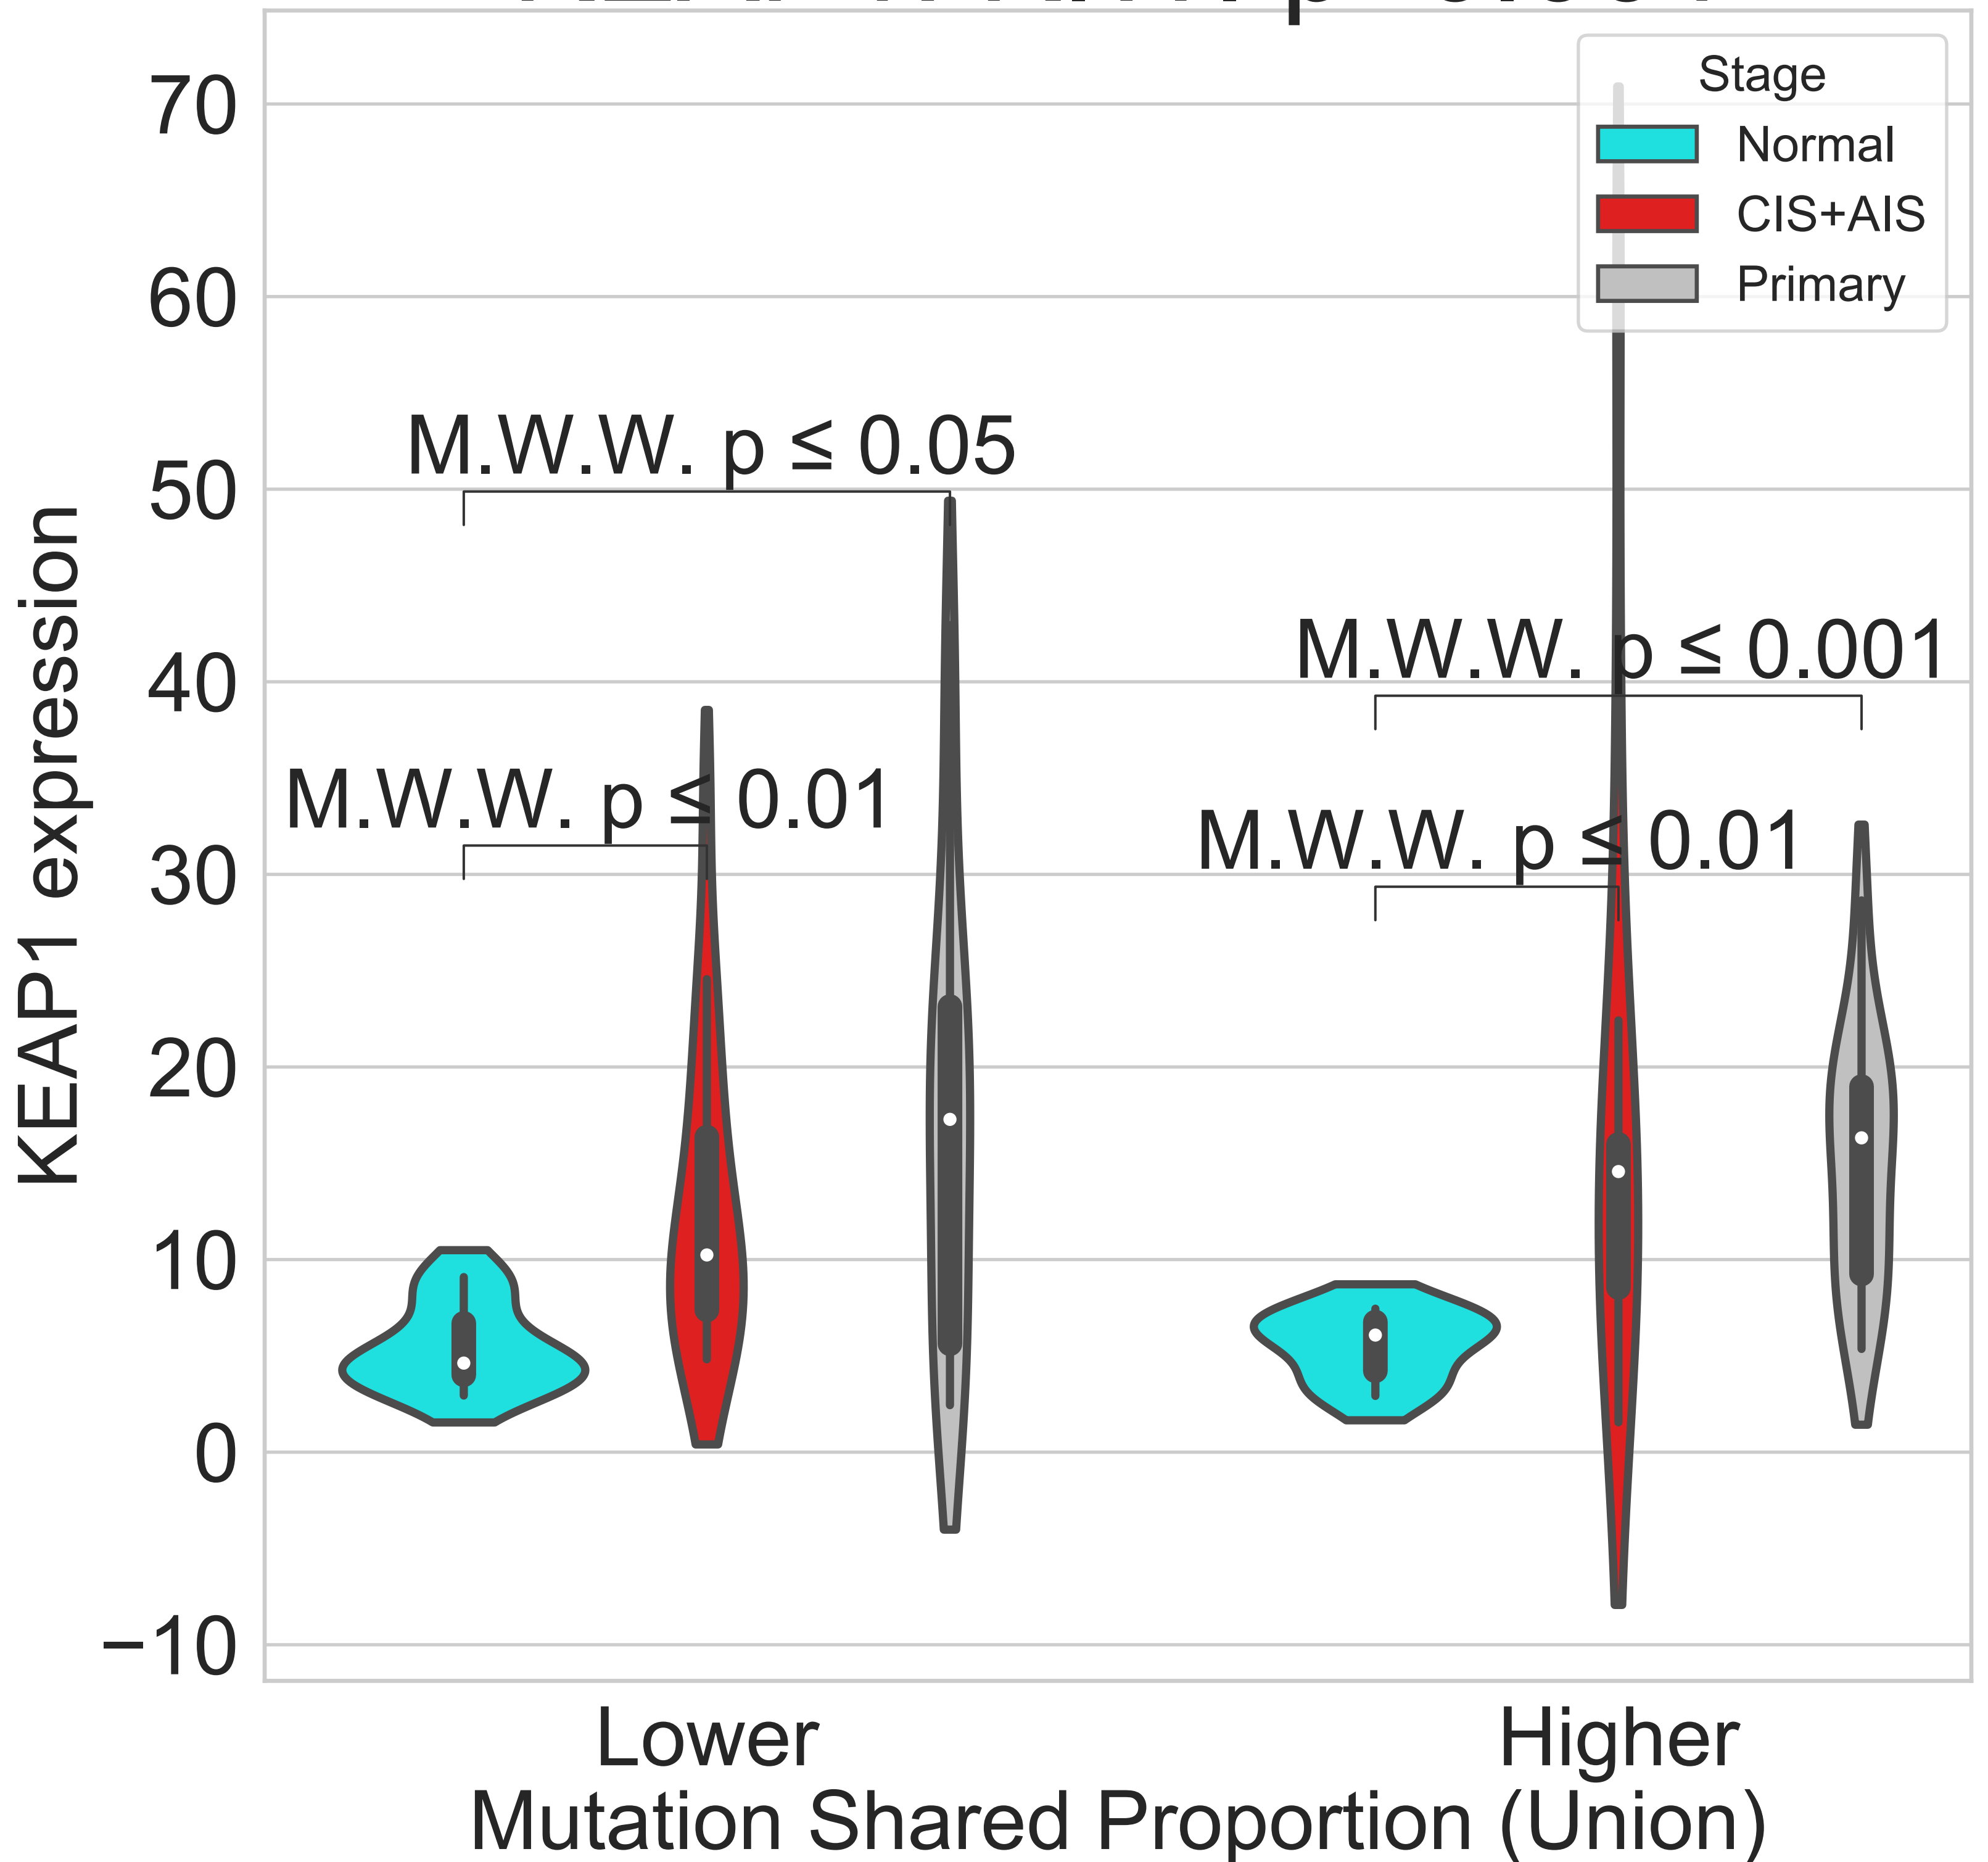 Stage
Normal
CIS+AIS
Primary
70
60
50
40
30
20
10
0
−10
KEAP1 expression
M.W.W. p ≤ 0.05
M.W.W. p ≤ 0.01
M.W.W. p ≤ 0.001
M.W.W. p ≤ 0.01
Lower
Higher
Mutation Shared Proportion (Union)